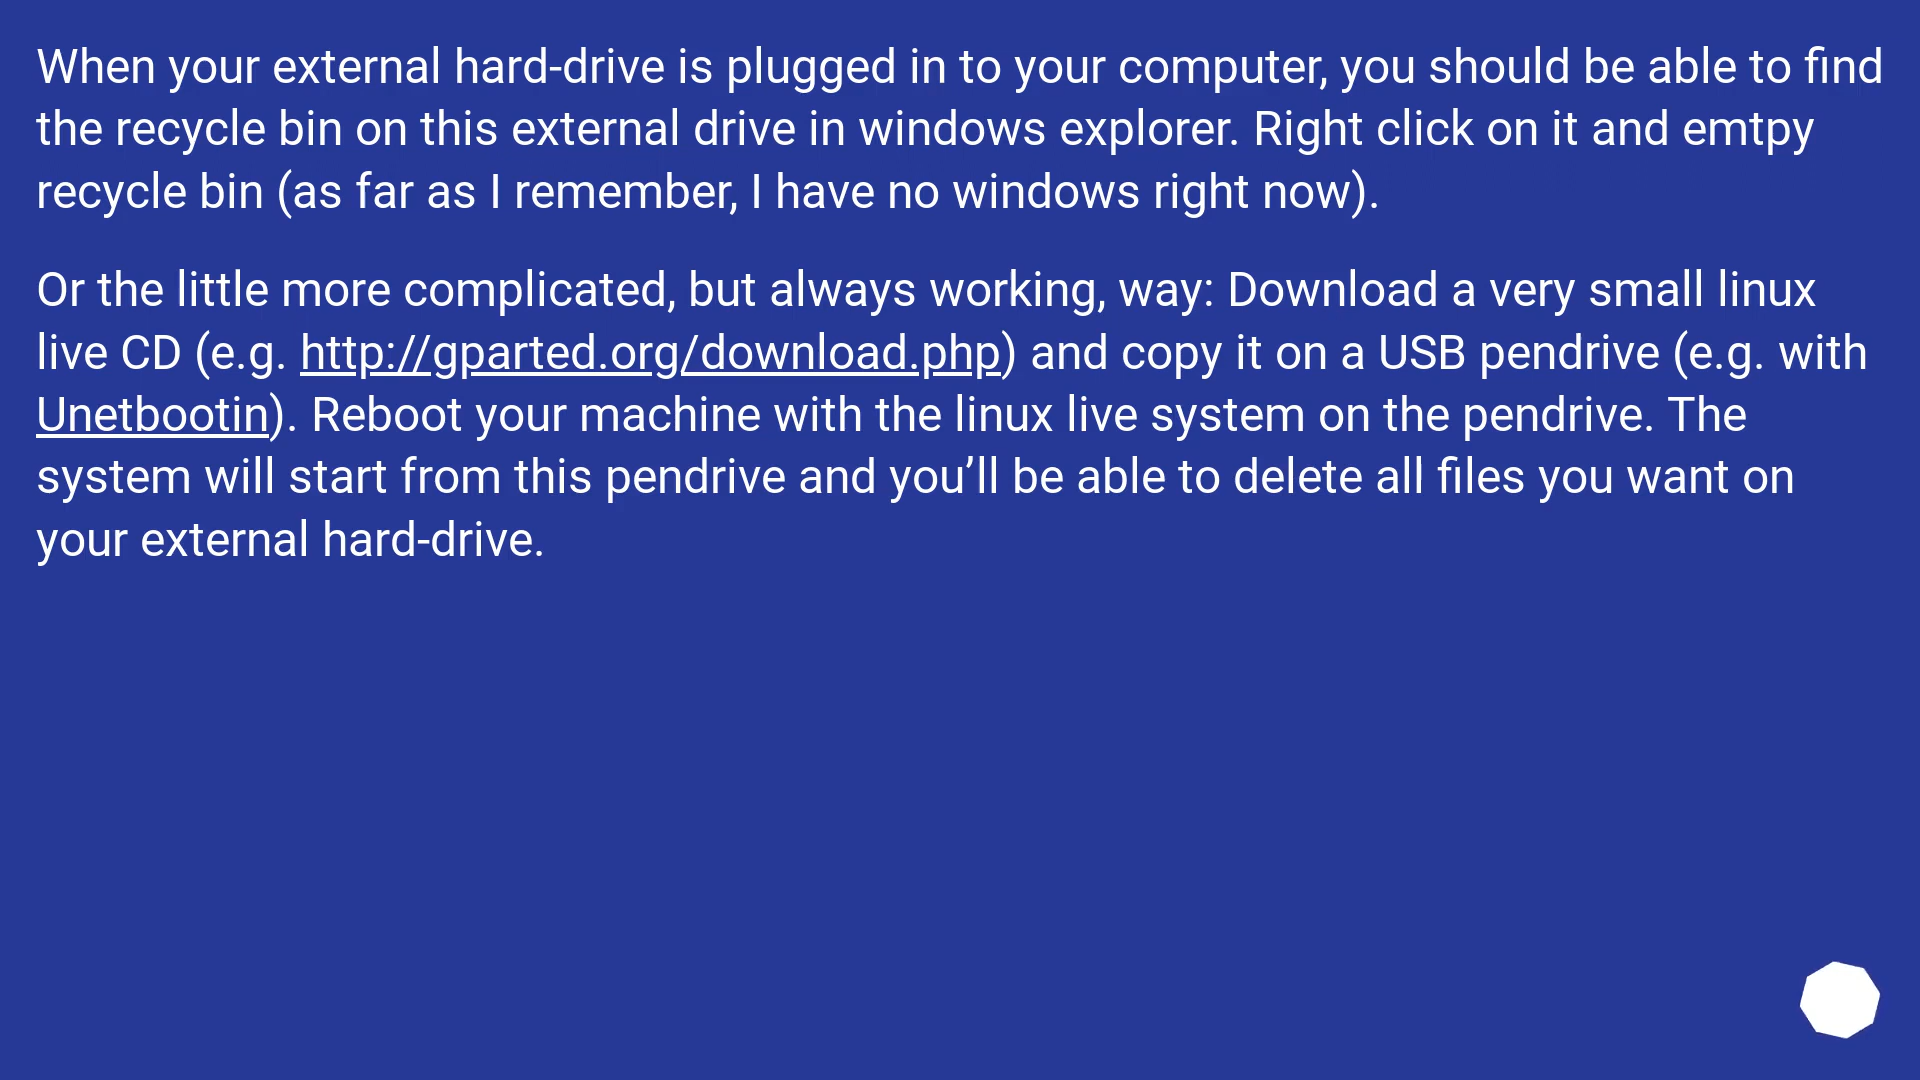 When your external hard-drive is plugged in to your computer, you should be able to find
the recycle bin on this external drive in windows explorer. Right click on it and emtpy
recycle bin (as far as I remember, I have no windows right now).
Or the little more complicated, but always working, way: Download a very small linux
live CD (e.g. http://gparted.org/download.php) and copy it on a USB pendrive (e.g. with
Unetbootin). Reboot your machine with the linux live system on the pendrive. The
system will start from this pendrive and you’ll be able to delete all files you want on
your external hard-drive.